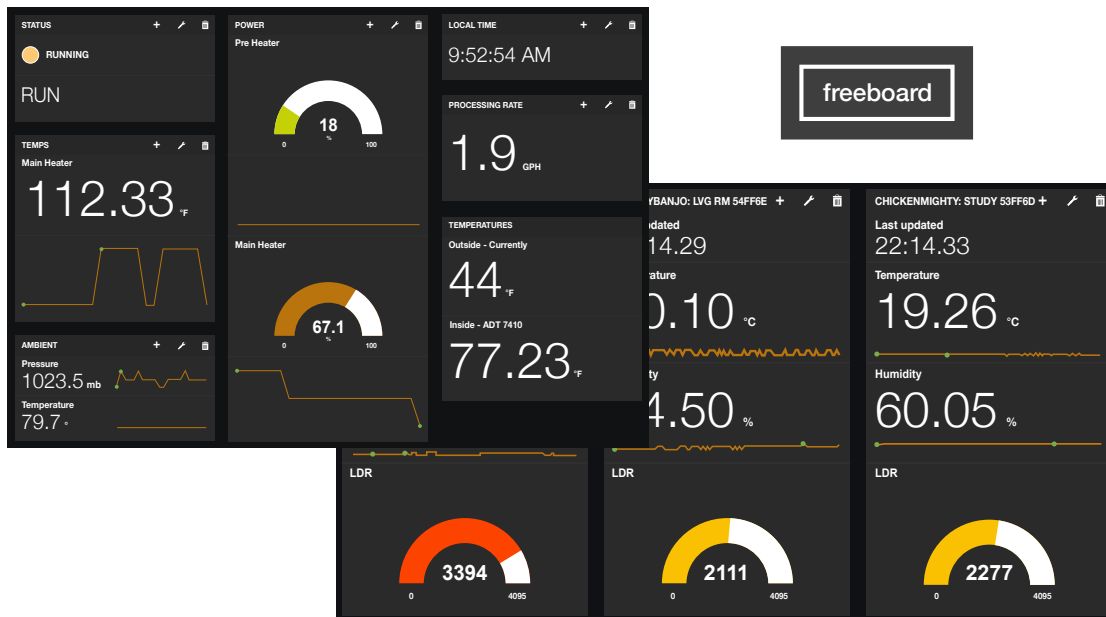 STATUS
RUNNING
RUN
TEMPS
Main Heater
112.33 °F
AMBIENT
Pressure
1023.5 mb
Temperature
79.7 °
POWER
Pre Heater
18
%
0 100
Main Heater
67.1
%
0 100
LOCAL TIME
9:52:54 AM
PROCESSING RATE
1.9 GPH
TEMPERATURES
Outside - Currently
44 °F
Inside - ADT 7410
77.23 °F
freeboard
LDR
3394
0 4095
YBANJO: LVG RM 54FF6E
dated
14.29
rature
0.10 °C
ty
4.50 %
LDR
2111
0 4095
CHICKENMIGHTY: STUDY 53FF6D
Last updated
22:14.33
Temperature
19.26 °C
Humidity
60.05 %
LDR
2277
0 4095